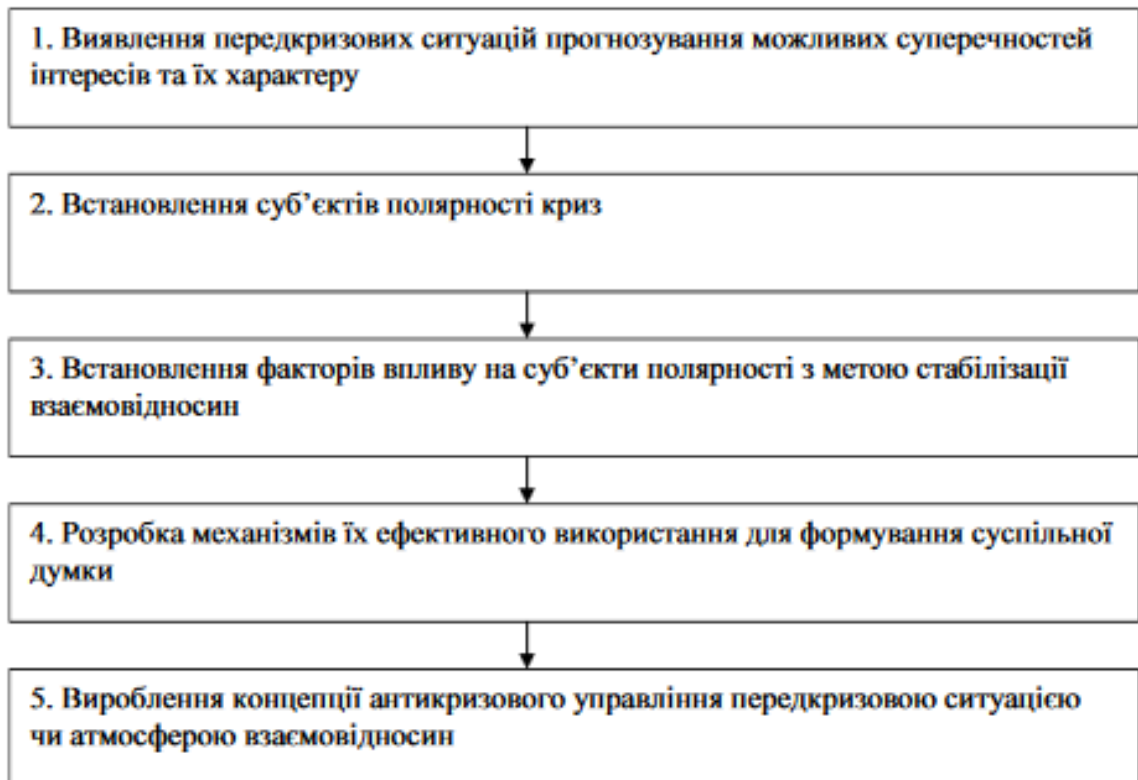 1. Виявлення передкризових ситуацій прогнозування можливих суперечностей
інтересів та їх характеру
2. Встановлення суб’єктів полярності криз
3. Встановлення факторів впливу на суб’єкти полярності з метою стабілізації
взаємовідносин
4. Розробка механізмів їх ефективного використання для формування суспільної
думки
5. Вироблення концепції антикризового управління передкризовою ситуацією
чи атмосферою взаємовідносин